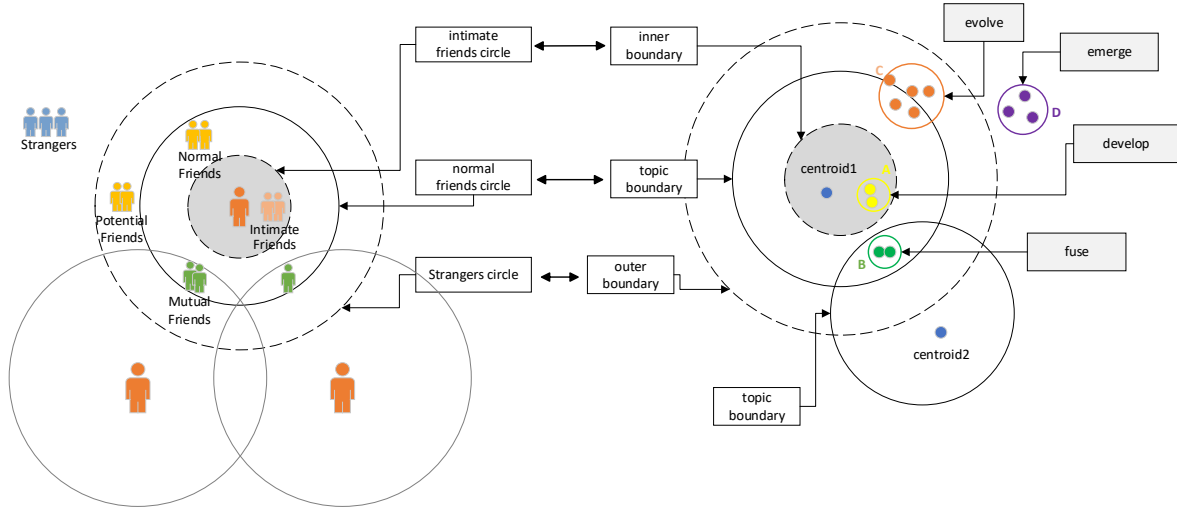 Strangers
Normal
Friends
Potential
Friends
Intimate
Friends
Mutual
Friends
intimate
friends circle
normal
friends circle
Strangers circle
inner
boundary
topic
boundary
outer
boundary
topic
boundary
centroid1
centroid2
A
B
C
D
evolve
emerge
develop
fuse